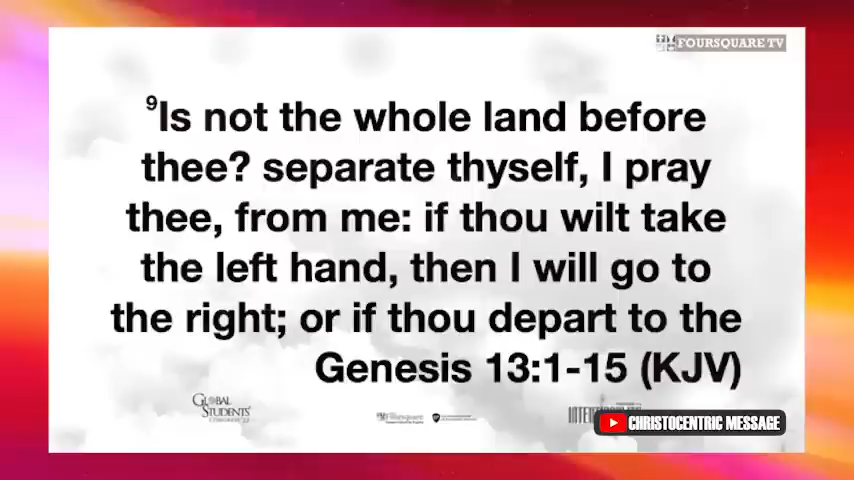 FOURSQUARE TV
9Is not the whole land before
thee? separate thyself, I pray
thee, from me: if thou wilt take
the left hand, then I will go to
the right; or if thou depart to the
Genesis 13:1-15 (KJV)
GLOBAL
STUDENTS'
CHRISTOCENTRIC MESSAGE